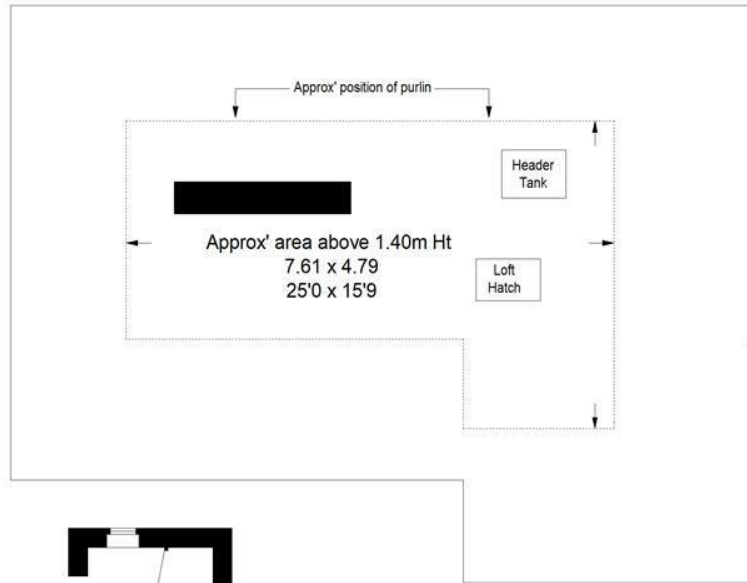 Approx' position of purlin
Header
Tank
Approx' area above 1.40m Ht
7.61 x 4.79
25'0 x 15'9
Loft
Hatch